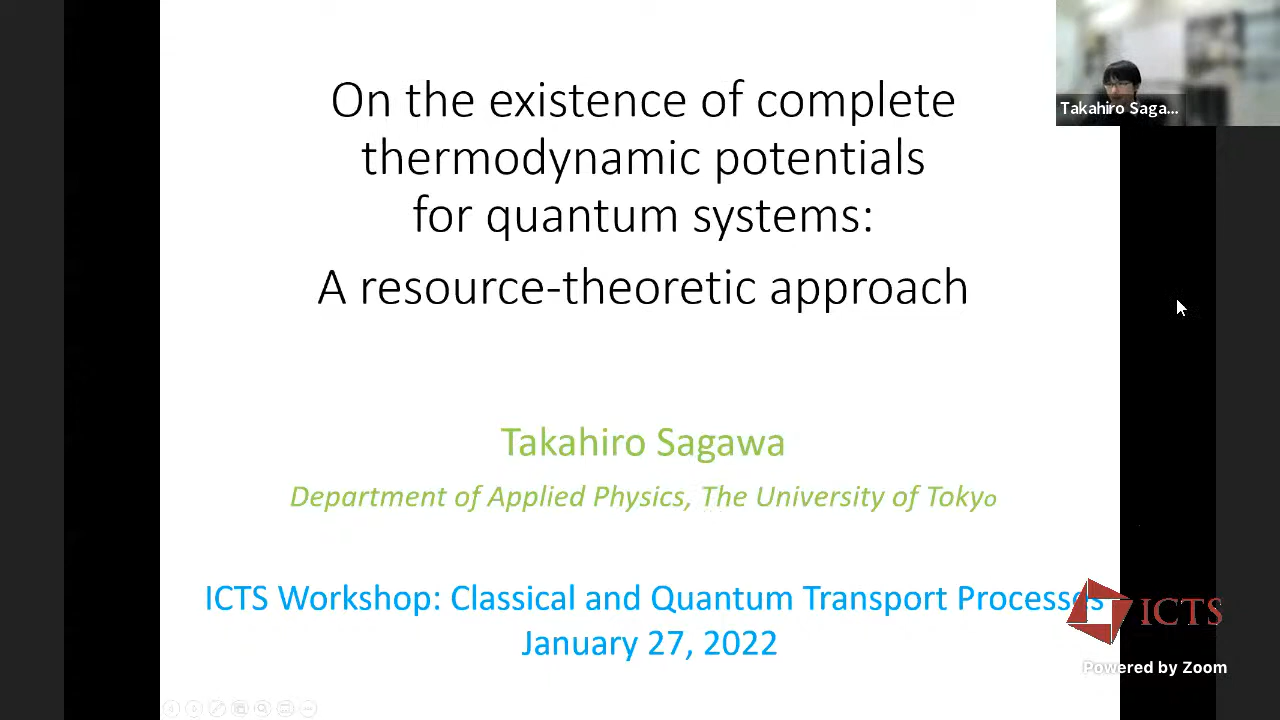 On the existence of complete
thermodynamic potentials
for quantum systems:
A resource-theoretic approach
Takahiro Saga...
Takahiro Sagawa
Department of Applied Physics, The University of Tokyo
ICTS Workshop: Classical and Quantum Transport Processes
January 27, 2022
ICTS
Powered by Zoom